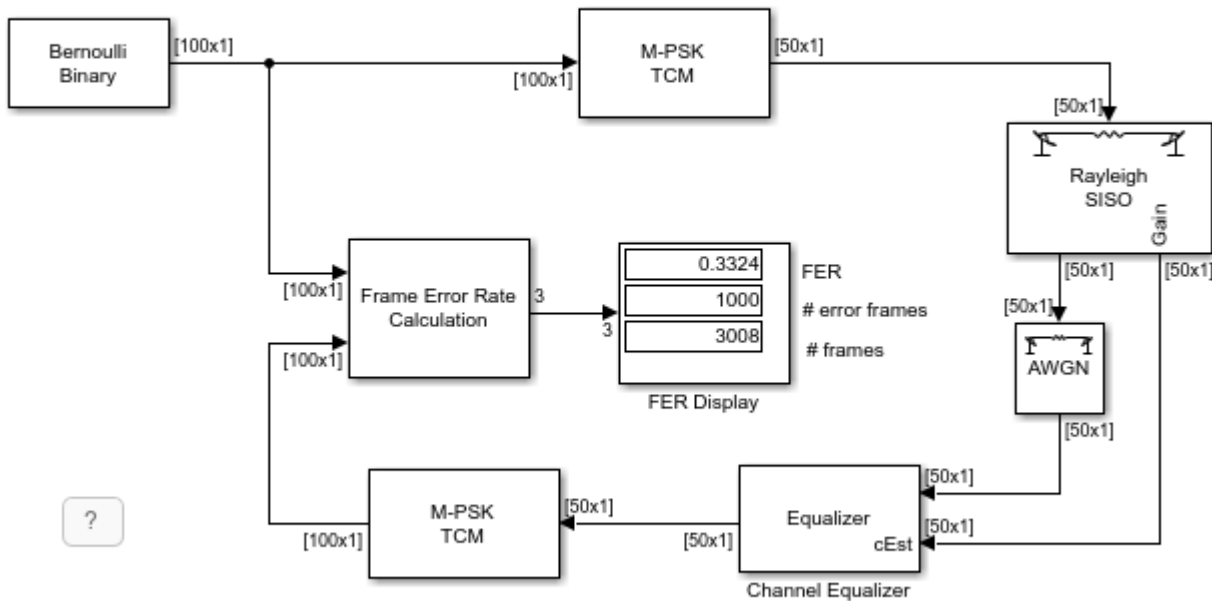 Bernoulli
Binary
[100x1]
[100x1]
M-PSK
TCM
[50x1]
[50x1]
Rayleigh
SISO
Gain
[50x1]
[50x1]
[100x1]
[100x1]
Frame Error Rate
Calculation
3
3
0.3324
1000
3008
FER
# error frames
# frames
FER Display
[50x1]
AWGN
[50x1]
[50x1]
[50x1]
Equalizer
cEst
Channel Equalizer
[50x1]
[50x1]
M-PSK
TCM
[100x1]
?